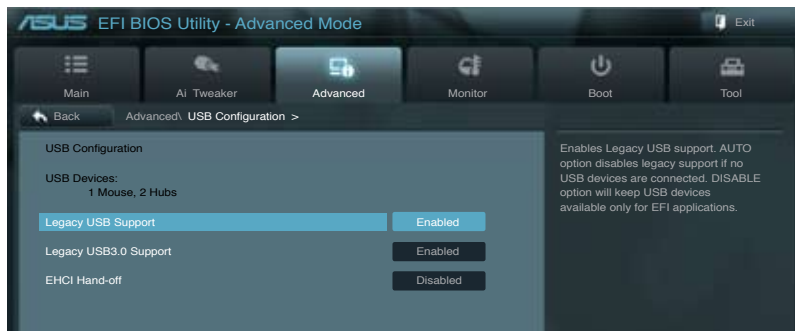 ASUS EFI BIOS Utility - Advanced Mode
Exit
Main
Ai Tweaker
Advanced
Monitor
Boot
Tool
Back
Advanced\ USB Configuration >
USB Configuration
USB Devices:
1 Mouse, 2 Hubs
Legacy USB Support Enabled
Legacy USB3.0 Support Enabled
EHCI Hand-off Disabled
Enables Legacy USB support. AUTO
option disables legacy support if no
USB devices are connected. DISABLE
option will keep USB devices
available only for EFI applications.